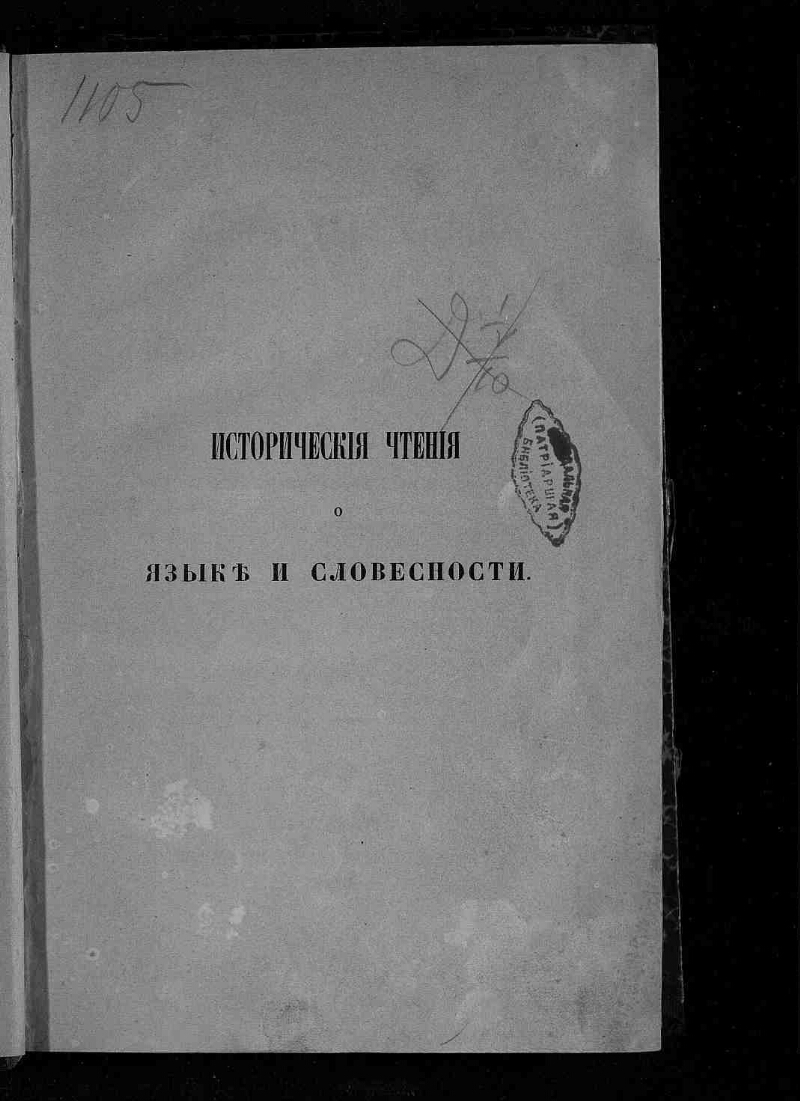 1105
ИСТОРИЧЕСКІЯ ЧТЕНІЯ
О
ЯЗЫКѢ И СЛОВЕСНОСТИ.
(ПАТРІАРШАЯ)
БИБЛІОТЕКА